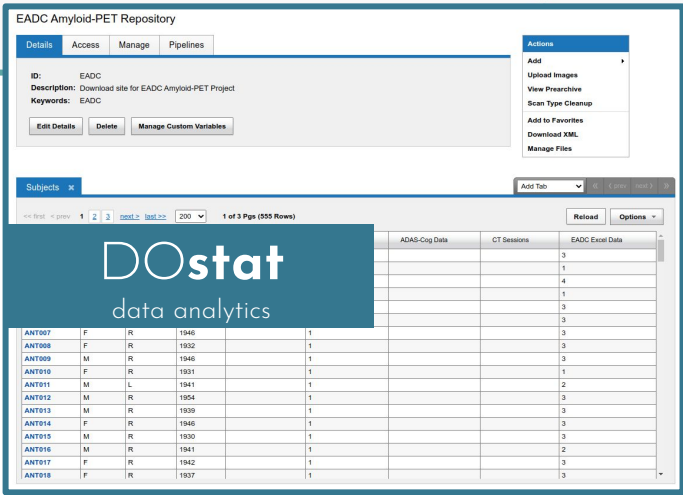 EADC Amyloid-PET Repository
Details Access Manage Pipelines
ID: EADC
Description: Download site for EADC Amyloid-PET Project
Keywords: EADC
Edit Details Delete Manage Custom Variables
Actions
Add
Upload Images
View Prearchive
Scan Type Cleanup
Add to Favorites
Download XML
Manage Files
Subjects ×
Add Tab « ‹ prev next › »
<< first < prev 1 2 3 next > last >> 200 1 of 3 Pgs (555 Rows) Reload Options
ADAS-Cog Data CT Sessions EADC Excel Data
3
1
4
1
3
3
DOstat
data analytics
ANT007 F R 1946 1 3
ANT008 F R 1932 1 3
ANT009 M R 1946 1 3
ANT010 F R 1931 1 1
ANT011 M L 1941 1 2
ANT012 M R 1954 1 3
ANT013 M R 1939 1 3
ANT014 F R 1946 1 3
ANT015 M R 1930 1 3
ANT016 M R 1941 1 2
ANT017 F R 1942 1 3
ANT018 F R 1937 1 3